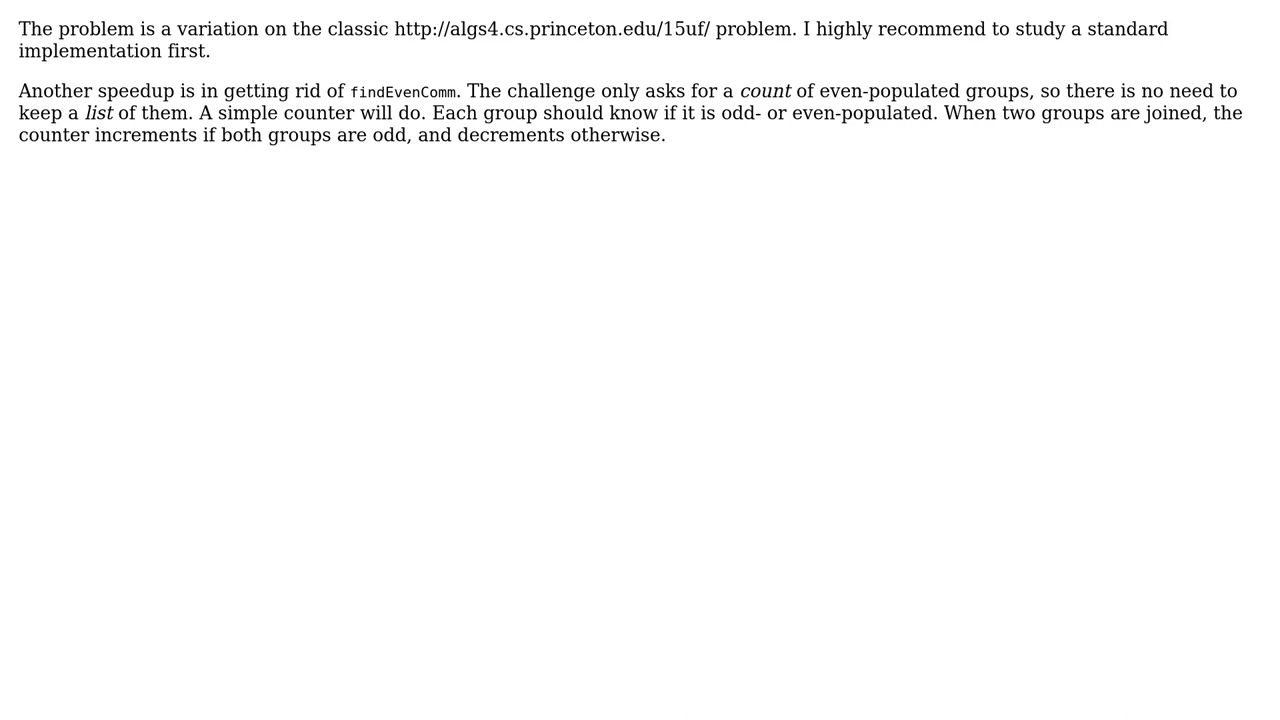 The problem is a variation on the classic http://algs4.cs.princeton.edu/15uf/ problem. I highly recommend to study a standard
implementation first.
Another speedup is in getting rid of findEvenComm. The challenge only asks for a count of even-populated groups, so there is no need to
keep a list of them. A simple counter will do. Each group should know if it is odd- or even-populated. When two groups are joined, the
counter increments if both groups are odd, and decrements otherwise.